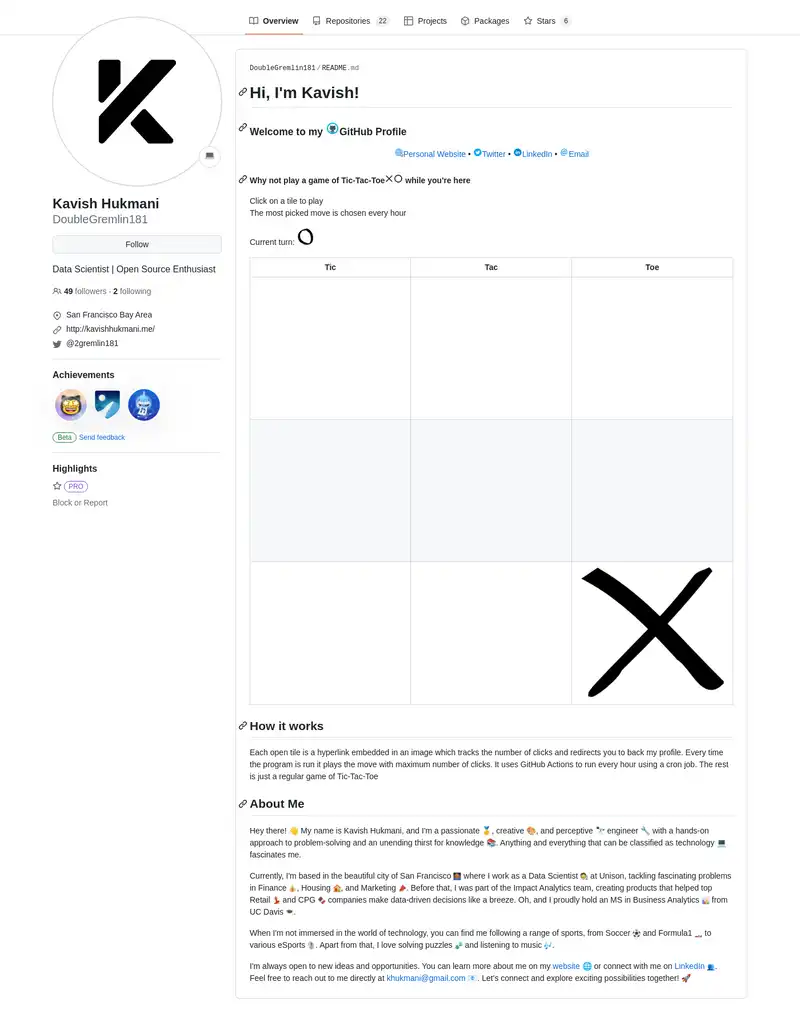 Overview
Repositories 22
Projects
Packages
Stars 6
Kavish Hukmani
DoubleGremlin181
Follow
Data Scientist | Open Source Enthusiast
49 followers · 2 following
San Francisco Bay Area
http://kavishhukmani.me/
@2gremlin181
Achievements
Beta Send feedback
Highlights
PRO
Block or Report
DoubleGremlin181/README.md
Hi, I'm Kavish!
Welcome to my GitHub Profile
Personal Website • Twitter • LinkedIn • Email
Why not play a game of Tic-Tac-Toe while you're here
Click on a tile to play
The most picked move is chosen every hour
Current turn:
Tic Tac Toe
How it works
Each open tile is a hyperlink embedded in an image which tracks the number of clicks and redirects you to back my profile. Every time
the program is run it plays the move with maximum number of clicks. It uses GitHub Actions to run every hour using a cron job. The rest
is just a regular game of Tic-Tac-Toe
About Me
Hey there! 👋 My name is Kavish Hukmani, and I'm a passionate 🏅, creative 🎨, and perceptive 🔭 engineer 🔧 with a hands-on
approach to problem-solving and an unending thirst for knowledge 📚. Anything and everything that can be classified as technology 💻
fascinates me.
Currently, I'm based in the beautiful city of San Francisco 🌉 where I work as a Data Scientist at Unison, tackling fascinating problems
in Finance 💰, Housing 🏠, and Marketing 📣. Before that, I was part of the Impact Analytics team, creating products that helped top
Retail 💃 and CPG 🍫 companies make data-driven decisions like a breeze. Oh, and I proudly hold an MS in Business Analytics 📊 from
UC Davis 🎓.
When I'm not immersed in the world of technology, you can find me following a range of sports, from Soccer ⚽ and Formula1 🏎️ to
various eSports 🖱️. Apart from that, I love solving puzzles 🧩 and listening to music 🎶.
I'm always open to new ideas and opportunities. You can learn more about me on my website 🌐 or connect with me on LinkedIn 👥.
Feel free to reach out to me directly at khukmani@gmail.com 📧. Let's connect and explore exciting possibilities together! 🚀